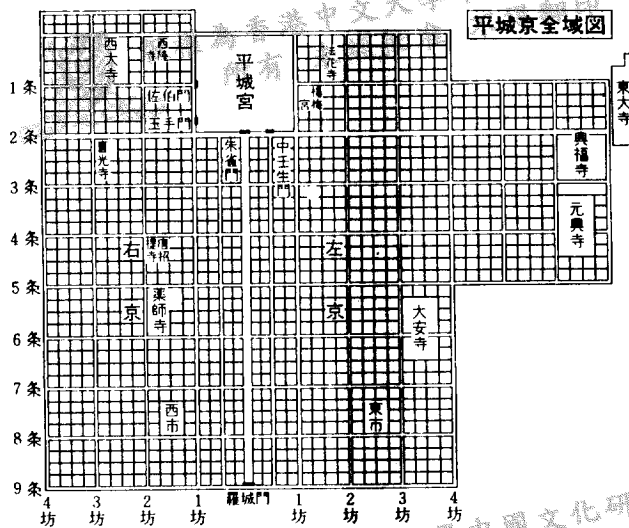 平城京全域図
西大寺
西隆寺
平城宮
法花寺
東大寺
1条
佐伯門
玉手門
2条
朱雀門
中壬生門
興福寺
3条
元興寺
4条
右
左
5条
薬師寺
京
京
大安寺
6条
7条
西市
東市
8条
9条
羅城門
4坊
3坊
2坊
1坊
1坊
2坊
3坊
4坊